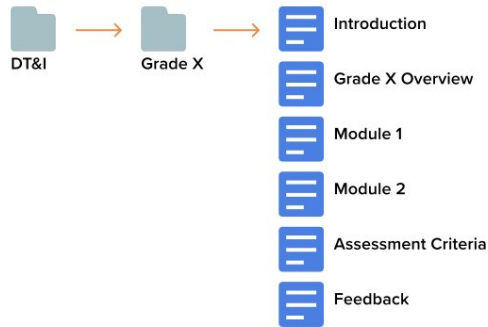 DT&I
Grade X
Introduction
Grade X Overview
Module 1
Module 2
Assessment Criteria
Feedback